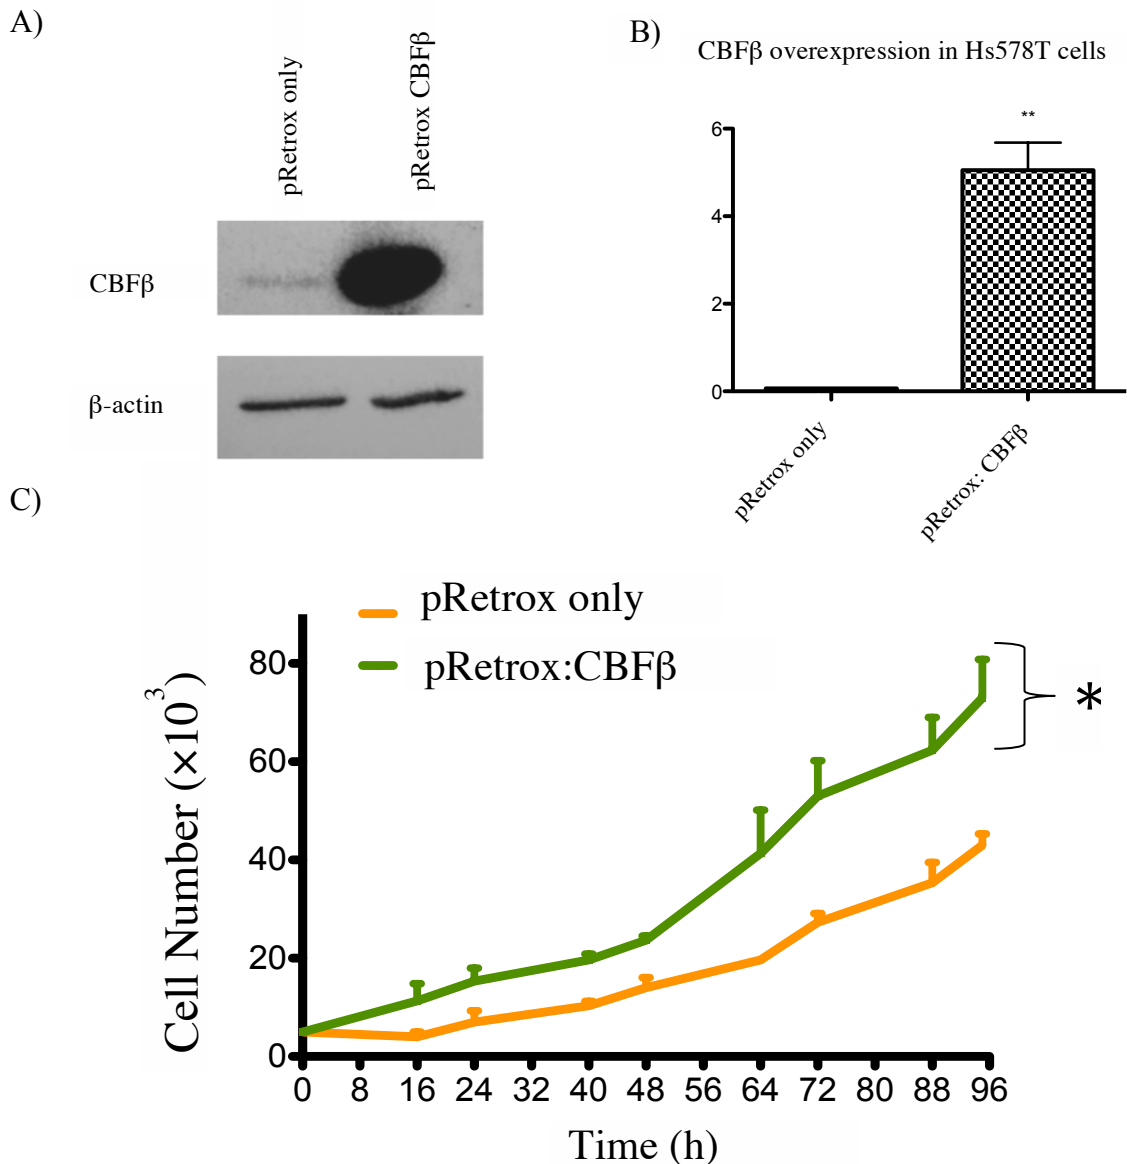 A)
pRetrox only
pRetrox CBFβ
CBFβ
β-actin
B)
CBFβ overexpression in Hs578T cells
**
6
4
2
0
pRetrox only
pRetrox: CBFβ
C)
pRetrox only
pRetrox:CBFβ
*
Cell Number (×10³)
80
60
40
20
0
0 8 16 24 32 40 48 56 64 72 80 88 96
Time (h)